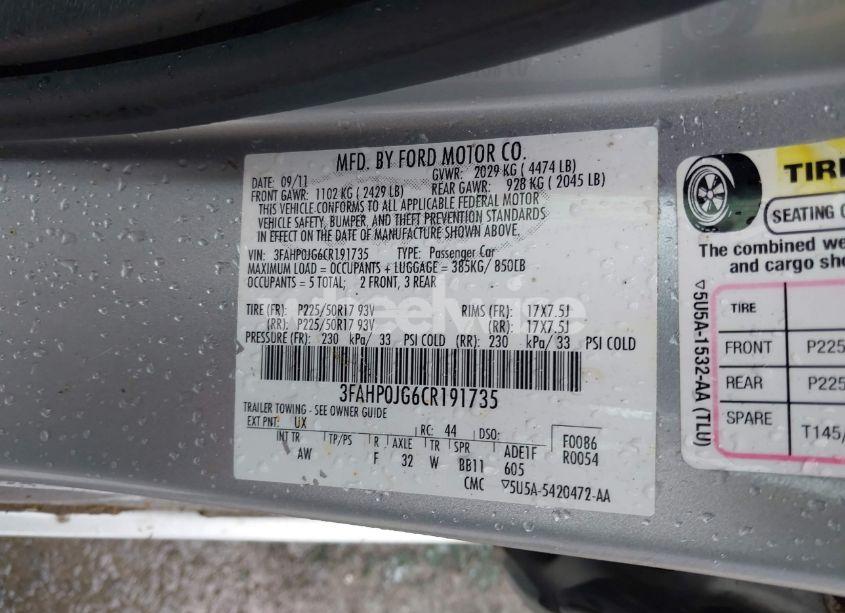 MFD. BY FORD MOTOR CO.
DATE: 09/11 GVWR: 2029 KG ( 4474 LB)
FRONT GAWR: 1102 KG ( 2429 LB) REAR GAWR: 928 KG ( 2045 LB)
THIS VEHICLE CONFORMS TO ALL APPLICABLE FEDERAL MOTOR
VEHICLE SAFETY, BUMPER, AND THEFT PREVENTION STANDARDS
IN EFFECT ON THE DATE OF MANUFACTURE SHOWN ABOVE.
VIN: 3FAHP0JG6CR191735 TYPE: Passenger Car
MAXIMUM LOAD = OCCUPANTS + LUGGAGE = 385KG/ 850LB
OCCUPANTS = 5 TOTAL; 2 FRONT, 3 REAR
TIRE (FR): P225/50R17 93V RIMS (FR): 17X7.5J
(RR): P225/50R17 93V (RR): 17X7.5J
PRESSURE (FR): 230 kPa/ 33 PSI COLD (RR): 230 kPa/ 33 PSI COLD
3FAHP0JG6CR191735
TRAILER TOWING - SEE OWNER GUIDE
EXT PNT: UX RC: 44 DSO:
INT TR TP/PS R AXLE TR SPR ADE1F F0086
AW F 32 W BB11 605 R0054
CMC ▽5U5A-5420472-AA
TIRE
SEATING
The combined
and cargo
▽5U5A-1532-AA (TLU)
TIRE
FRONT P225
REAR P225
SPARE T145/
wheelwire